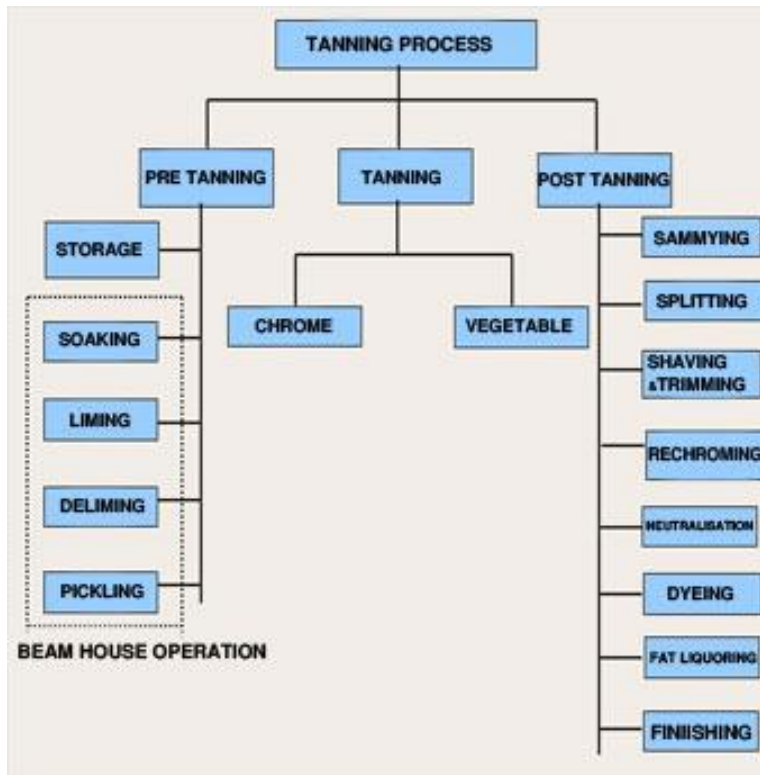 TANNING PROCESS
PRE TANNING
TANNING
POST TANNING
STORAGE
SOAKING
LIMING
DELIMING
PICKLING
BEAM HOUSE OPERATION
CHROME
VEGETABLE
SAMMYING
SPLITTING
SHAVING
&TRIMMING
RECHROMING
NEUTRALISATION
DYEING
FAT LIQUORING
FINIISHING